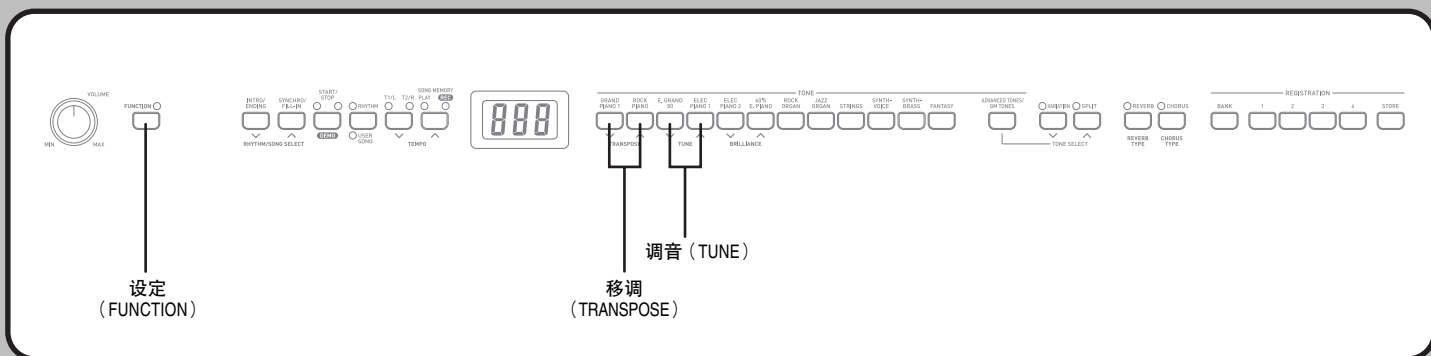 VOLUME
MIN
MAX
FUNCTION
INTRO/
ENDING
SYNCHRO/
FILL-IN
RHYTHM/SONG SELECT
START/
STOP
DEMO
RHYTHM
USER
SONG
SONG MEMORY
T1/L T2/R PLAY REC
TEMPO
888
TONE
GRAND
PIANO 1
ROCK
PIANO
E. GRAND
80
ELEC
PIANO 1
ELEC
PIANO 2
60'S
E. PIANO
ROCK
ORGAN
JAZZ
ORGAN
STRINGS
SYNTH-
VOICE
SYNTH-
BRASS
FANTASY
TRANSPOSE
TUNE
BRILLIANCE
ADVANCED TONES/
GM TONES
VARIATION
SPLIT
TONE SELECT
REVERB
CHORUS
REVERB
TYPE
CHORUS
TYPE
REGISTRATION
BANK
1
2
3
4
STORE
调音（TUNE）
设定
（FUNCTION）
移调
（TRANSPOSE）